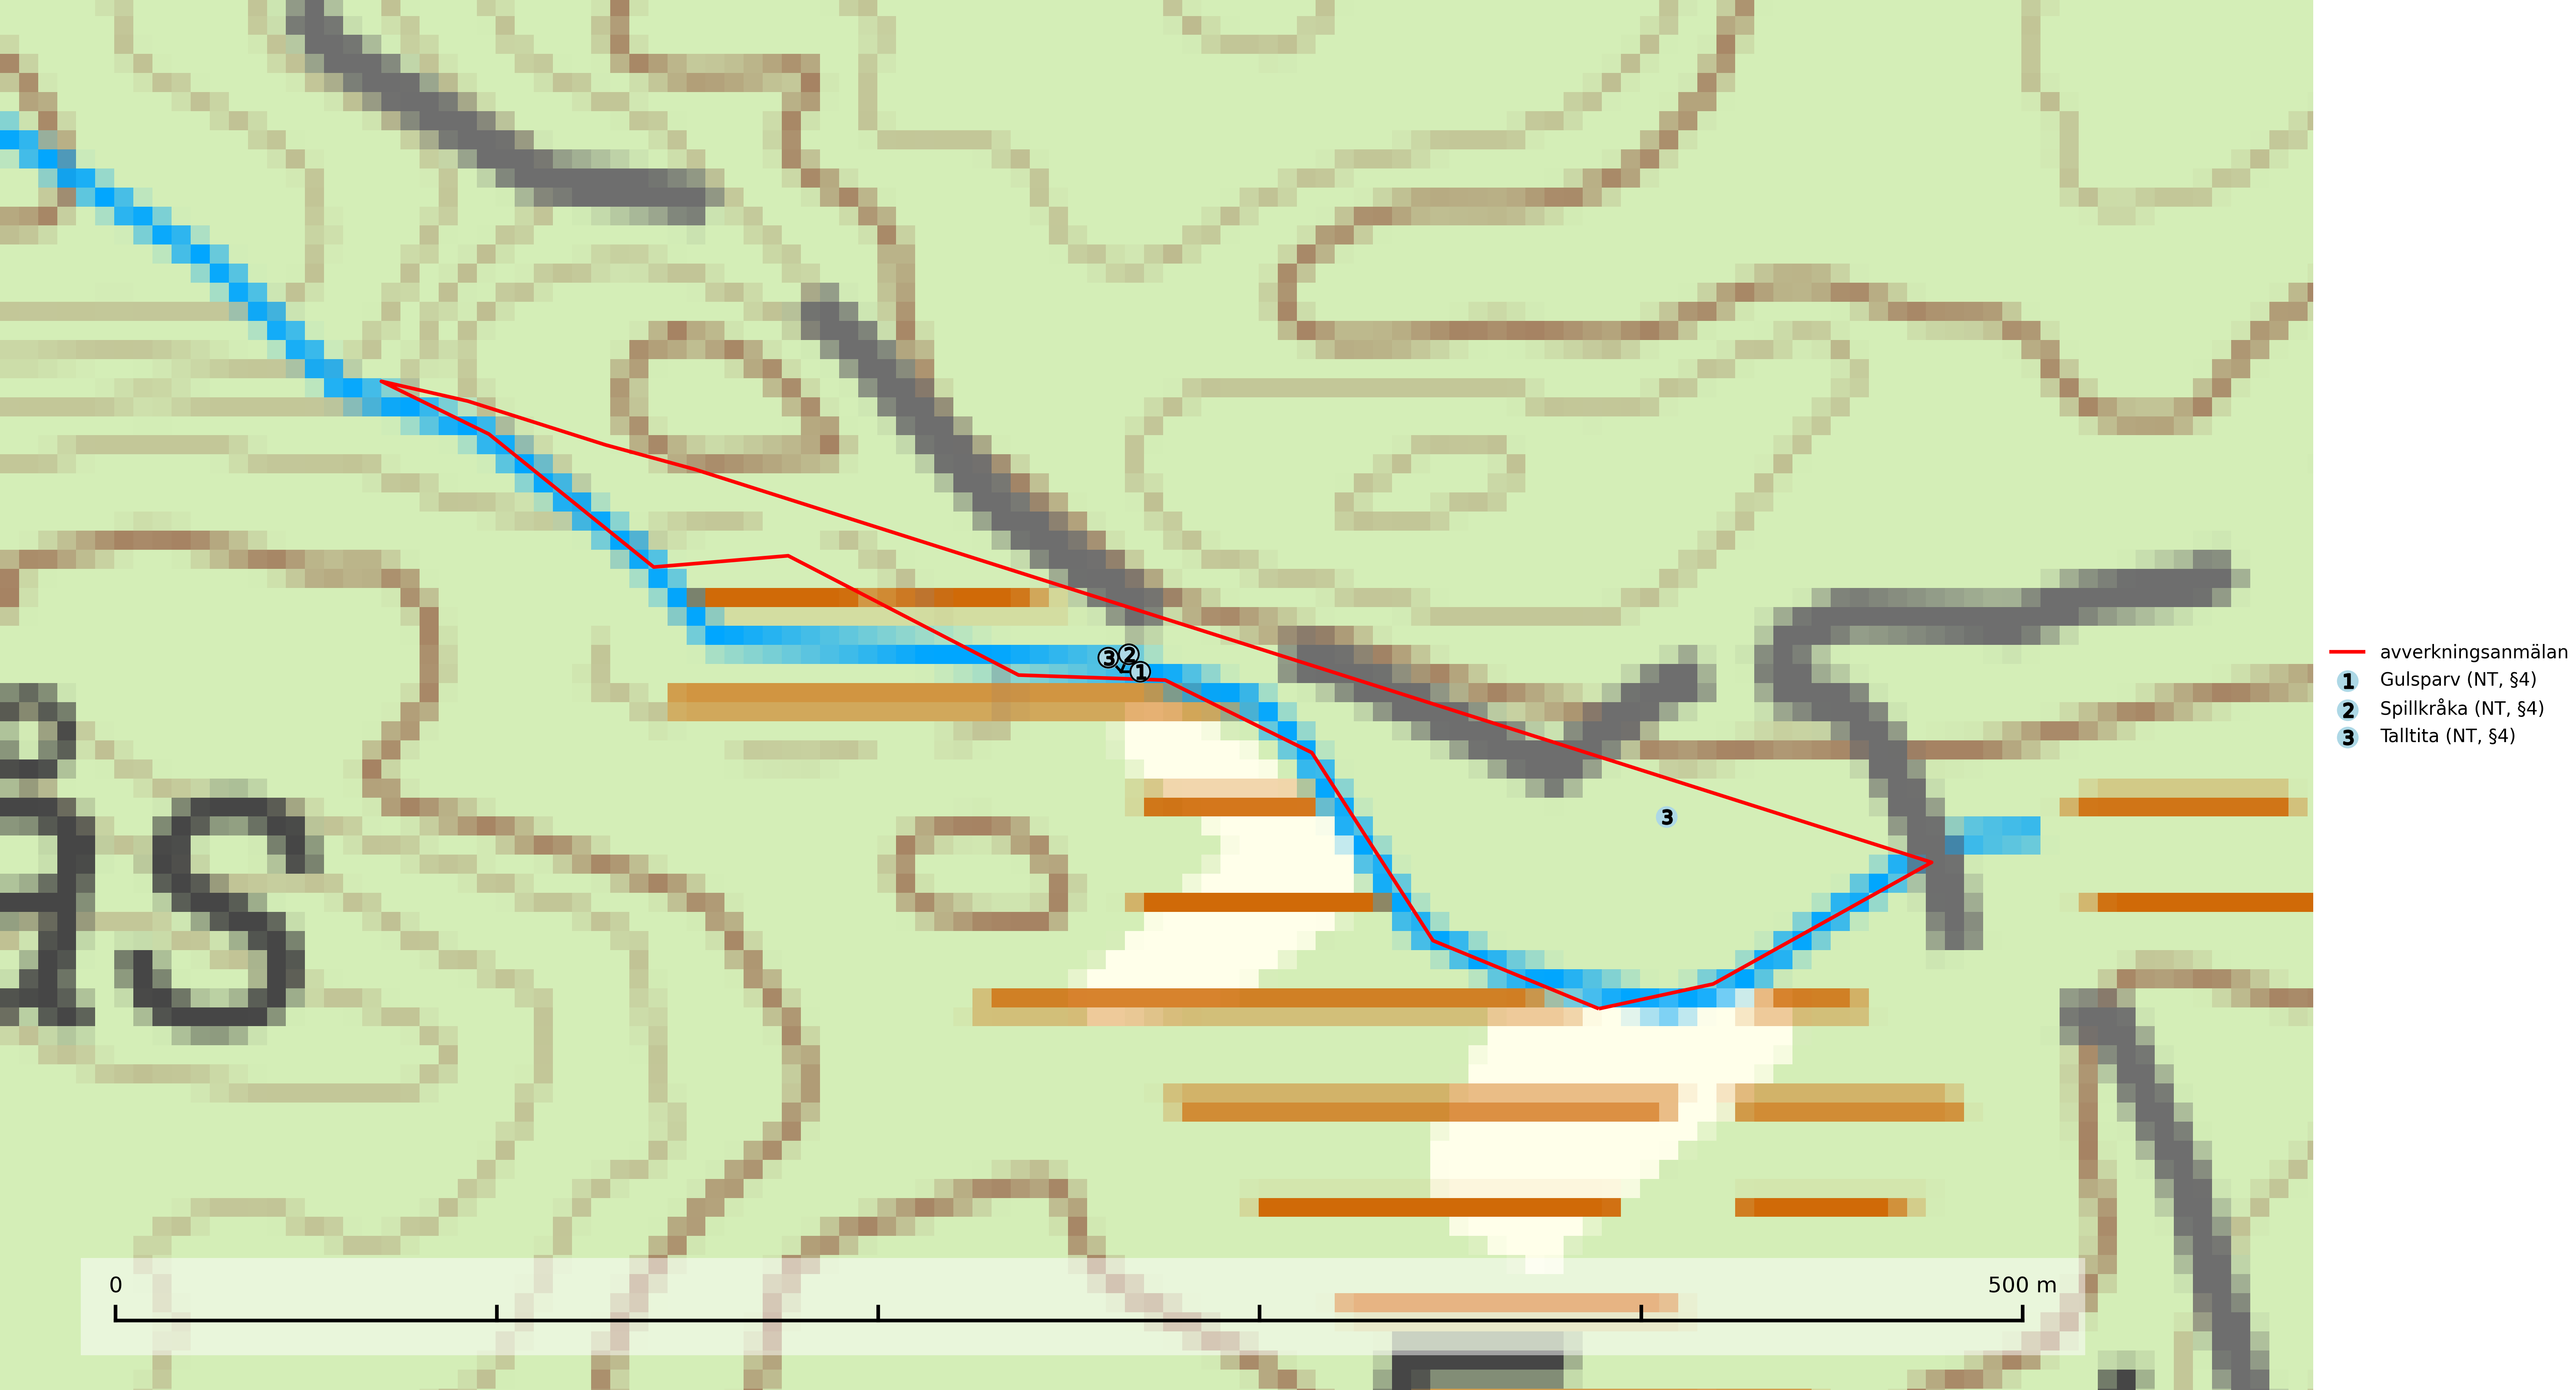 as
3 2
1
3
0 500 m
avverkningsanmälan
1 Gulsparv (NT, §4)
2 Spillkråka (NT, §4)
3 Talltita (NT, §4)